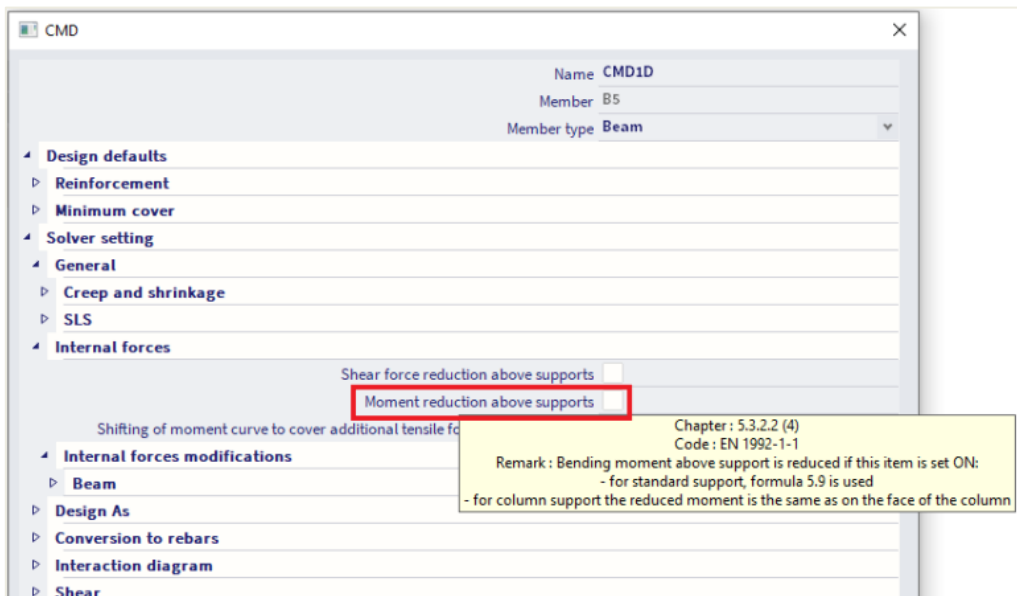 CMD
Name CMD1D
Member B5
Member type Beam
Design defaults
Reinforcement
Minimum cover
Solver setting
General
Creep and shrinkage
SLS
Internal forces
Shear force reduction above supports
Moment reduction above supports
Shifting of moment curve to cover additional tensile fo
Chapter : 5.3.2.2 (4)
Code : EN 1992-1-1
Remark : Bending moment above support is reduced if this item is set ON:
- for standard support, formula 5.9 is used
- for column support the reduced moment is the same as on the face of the column
Internal forces modifications
Beam
Design As
Conversion to rebars
Interaction diagram
Shear